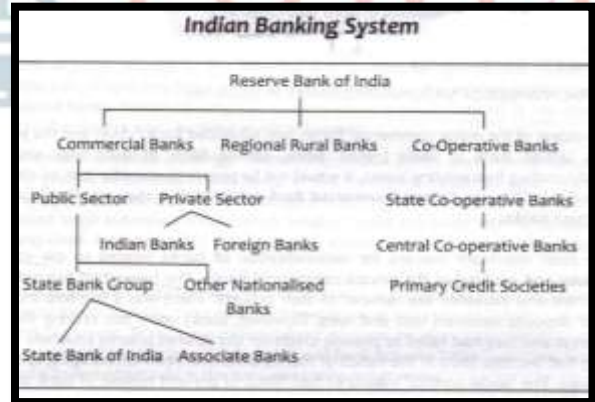 Indian Banking System
Reserve Bank of India
Commercial Banks Regional Rural Banks Co-Operative Banks
Public Sector Private Sector State Co-operative Banks
Indian Banks Foreign Banks Central Co-operative Banks
State Bank Group Other Nationalised Primary Credit Societies
Banks
State Bank of India Associate Banks